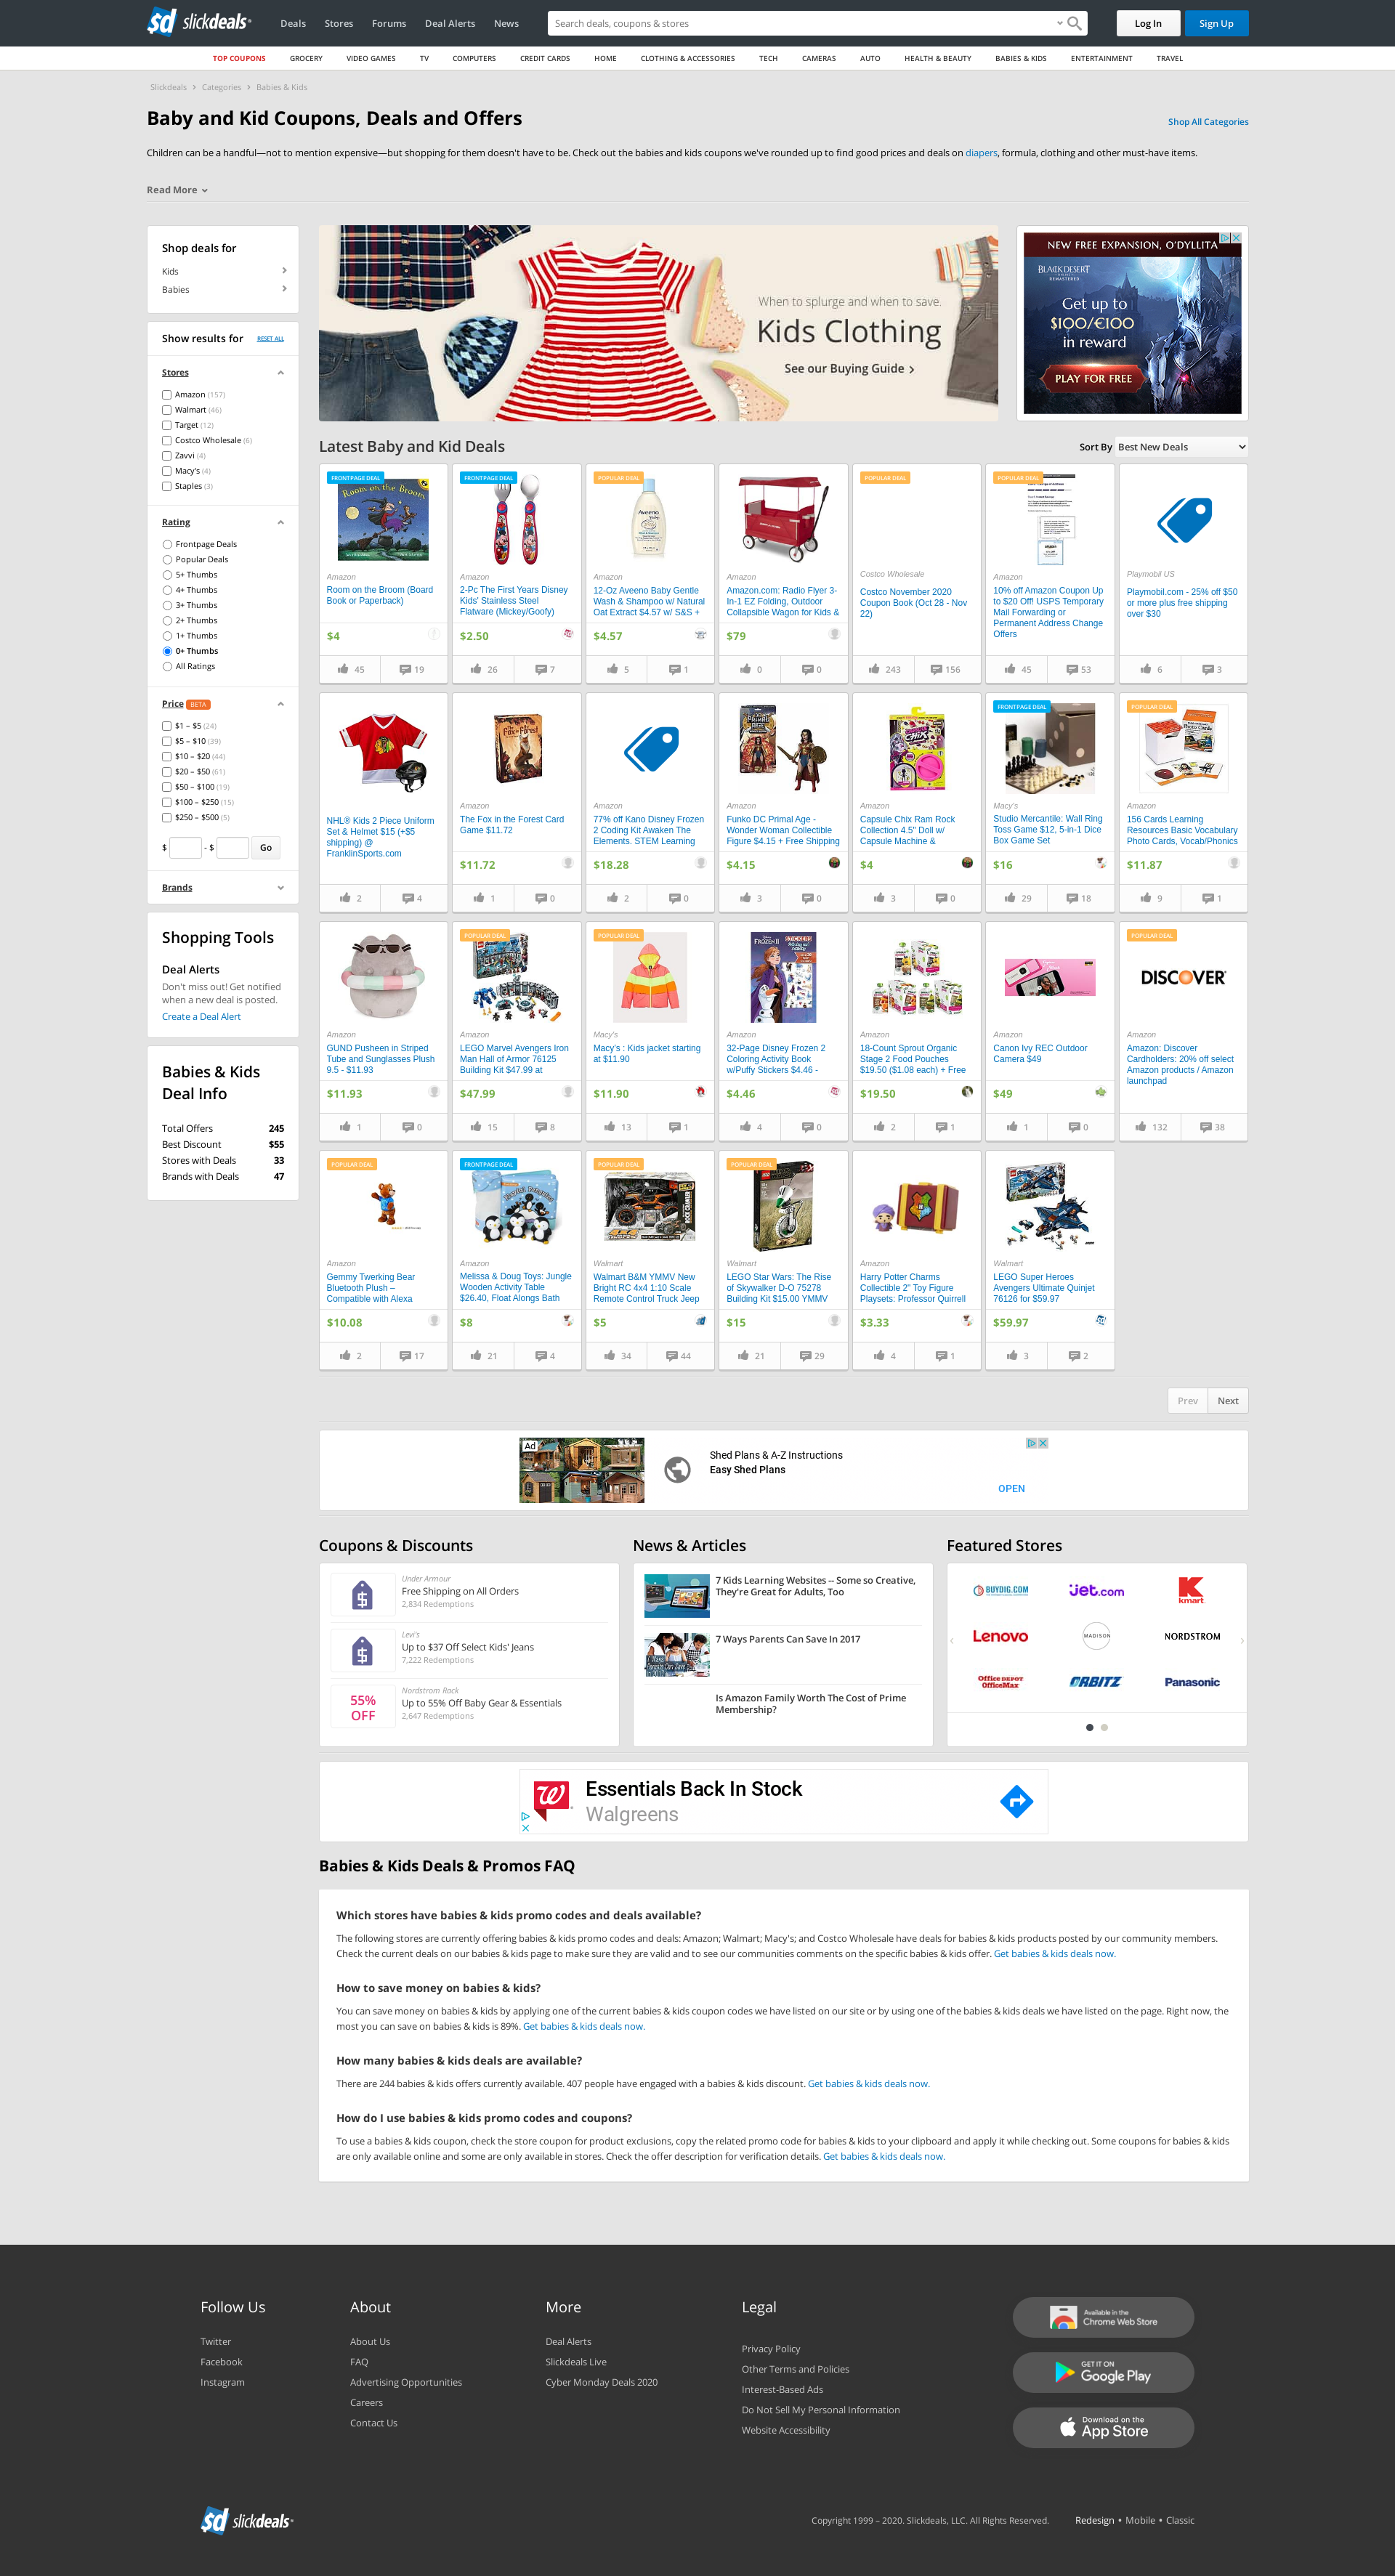 slickdeals
Deals
Stores
Forums
Deal Alerts
News
Search deals, coupons & stores
Log In
Sign Up
TOP COUPONS
GROCERY
VIDEO GAMES
TV
COMPUTERS
CREDIT CARDS
HOME
CLOTHING & ACCESSORIES
TECH
CAMERAS
AUTO
HEALTH & BEAUTY
BABIES & KIDS
ENTERTAINMENT
TRAVEL
Slickdeals › Categories › Babies & Kids
Baby and Kid Coupons, Deals and Offers
Shop All Categories
Children can be a handful—not to mention expensive—but shopping for them doesn't have to be. Check out the babies and kids coupons we've rounded up to find good prices and deals on diapers, formula, clothing and other must-have items.
Read More
Shop deals for
Kids
Babies
Show results for
RESET ALL
Stores
Amazon (157)
Walmart (46)
Target (12)
Costco Wholesale (6)
Zavvi (4)
Macy's (4)
Staples (3)
Rating
Frontpage Deals
Popular Deals
5+ Thumbs
4+ Thumbs
3+ Thumbs
2+ Thumbs
1+ Thumbs
0+ Thumbs
All Ratings
Price BETA
$1 – $5 (24)
$5 – $10 (39)
$10 – $20 (44)
$20 – $50 (61)
$50 – $100 (19)
$100 – $250 (15)
$250 – $500 (5)
$ - $ Go
Brands
Shopping Tools
Deal Alerts
Don't miss out! Get notified
when a new deal is posted.
Create a Deal Alert
Babies & Kids
Deal Info
Total Offers 245
Best Discount $55
Stores with Deals 33
Brands with Deals 47
When to splurge and when to save.
Kids Clothing
See our Buying Guide
NEW FREE EXPANSION, O'DYLLITA
BLACK DESERT
REMASTERED
Get up to
$100/€100
in reward
PLAY FOR FREE
Latest Baby and Kid Deals
Sort By Best New Deals
FRONTPAGE DEAL
Room on the Broom
Amazon
Room on the Broom (Board
Book or Paperback)
$4
45 19
FRONTPAGE DEAL
Amazon
2-Pc The First Years Disney
Kids' Stainless Steel
Flatware (Mickey/Goofy)
$2.50
26 7
POPULAR DEAL
Aveeno
Baby
Amazon
12-Oz Aveeno Baby Gentle
Wash & Shampoo w/ Natural
Oat Extract $4.57 w/ S&S +
$4.57
5 1
Amazon
Amazon.com: Radio Flyer 3-
In-1 EZ Folding, Outdoor
Collapsible Wagon for Kids &
$79
0 0
POPULAR DEAL
Costco Wholesale
Costco November 2020
Coupon Book (Oct 28 - Nov
22)
243 156
POPULAR DEAL
Amazon
10% off Amazon Coupon Up
to $20 Off! USPS Temporary
Mail Forwarding or
Permanent Address Change
Offers
45 53
Playmobil US
Playmobil.com - 25% off $50
or more plus free shipping
over $30
6 3
NHL® Kids 2 Piece Uniform
Set & Helmet $15 (+$5
shipping) @
FranklinSports.com
2 4
Fox in the Forest
Amazon
The Fox in the Forest Card
Game $11.72
$11.72
1 0
Amazon
77% off Kano Disney Frozen
2 Coding Kit Awaken The
Elements. STEM Learning
$18.28
2 0
Amazon
Funko DC Primal Age -
Wonder Woman Collectible
Figure $4.15 + Free Shipping
$4.15
3 0
Amazon
Capsule Chix Ram Rock
Collection 4.5" Doll w/
Capsule Machine &
$4
3 0
FRONTPAGE DEAL
Macy's
Studio Mercantile: Wall Ring
Toss Game $12, 5-in-1 Dice
Box Game Set
$16
29 18
POPULAR DEAL
Photo Cards
Amazon
156 Cards Learning
Resources Basic Vocabulary
Photo Cards, Vocab/Phonics
$11.87
9 1
Amazon
GUND Pusheen in Striped
Tube and Sunglasses Plush
9.5 - $11.93
$11.93
1 0
POPULAR DEAL
Amazon
LEGO Marvel Avengers Iron
Man Hall of Armor 76125
Building Kit $47.99 at
$47.99
15 8
POPULAR DEAL
Macy's
Macy's : Kids jacket starting
at $11.90
$11.90
13 1
FROZEN II
STICKERS
Amazon
32-Page Disney Frozen 2
Coloring Activity Book
w/Puffy Stickers $4.46 -
$4.46
4 0
Amazon
18-Count Sprout Organic
Stage 2 Food Pouches
$19.50 ($1.08 each) + Free
$19.50
2 1
Amazon
Canon Ivy REC Outdoor
Camera $49
$49
1 0
POPULAR DEAL
DISCOVER
Amazon
Amazon: Discover
Cardholders: 20% off select
Amazon products / Amazon
launchpad
132 38
POPULAR DEAL
Amazon
Gemmy Twerking Bear
Bluetooth Plush –
Compatible with Alexa
$10.08
2 17
FRONTPAGE DEAL
Amazon
Melissa & Doug Toys: Jungle
Wooden Activity Table
$26.40, Float Alongs Bath
$8
21 4
POPULAR DEAL
ROCK CRAWLER
Walmart
Walmart B&M YMMV New
Bright RC 4x4 1:10 Scale
Remote Control Truck Jeep
$5
34 44
POPULAR DEAL
Walmart
LEGO Star Wars: The Rise
of Skywalker D-O 75278
Building Kit $15.00 YMMV
$15
21 29
Amazon
Harry Potter Charms
Collectible 2" Toy Figure
Playsets: Professor Quirrell
$3.33
4 1
Walmart
LEGO Super Heroes
Avengers Ultimate Quinjet
76126 for $59.97
$59.97
3 2
Prev Next
Ad
Shed Plans & A-Z Instructions
Easy Shed Plans
OPEN
Coupons & Discounts
Under Armour
Free Shipping on All Orders
2,834 Redemptions
Levi's
Up to $37 Off Select Kids' Jeans
7,222 Redemptions
55%
OFF
Nordstrom Rack
Up to 55% Off Baby Gear & Essentials
2,647 Redemptions
News & Articles
7 Kids Learning Websites -- Some so Creative,
They're Great for Adults, Too
7 Ways Parents Can Save In 2017
Is Amazon Family Worth The Cost of Prime
Membership?
Featured Stores
BUYDIG.COM
jet.com
kmart
Lenovo
MADISON
NORDSTROM
Office DEPOT
OfficeMax
ORBITZ
Panasonic
Essentials Back In Stock
Walgreens
Babies & Kids Deals & Promos FAQ
Which stores have babies & kids promo codes and deals available?
The following stores are currently offering babies & kids promo codes and deals: Amazon; Walmart; Macy's; and Costco Wholesale have deals for babies & kids products posted by our community members.
Check the current deals on our babies & kids page to make sure they are valid and to see our communities comments on the specific babies & kids offer. Get babies & kids deals now.
How to save money on babies & kids?
You can save money on babies & kids by applying one of the current babies & kids coupon codes we have listed on our site or by using one of the babies & kids deals we have listed on the page. Right now, the
most you can save on babies & kids is 89%. Get babies & kids deals now.
How many babies & kids deals are available?
There are 244 babies & kids offers currently available. 407 people have engaged with a babies & kids discount. Get babies & kids deals now.
How do I use babies & kids promo codes and coupons?
To use a babies & kids coupon, check the store coupon for product exclusions, copy the related promo code for babies & kids to your clipboard and apply it while checking out. Some coupons for babies & kids
are only available online and some are only available in stores. Check the offer description for verification details. Get babies & kids deals now.
Follow Us
Twitter
Facebook
Instagram
About
About Us
FAQ
Advertising Opportunities
Careers
Contact Us
More
Deal Alerts
Slickdeals Live
Cyber Monday Deals 2020
Legal
Privacy Policy
Other Terms and Policies
Interest-Based Ads
Do Not Sell My Personal Information
Website Accessibility
Available in the
Chrome Web Store
GET IT ON
Google Play
Download on the
App Store
slickdeals
Copyright 1999 – 2020. Slickdeals, LLC. All Rights Reserved.
Redesign • Mobile • Classic